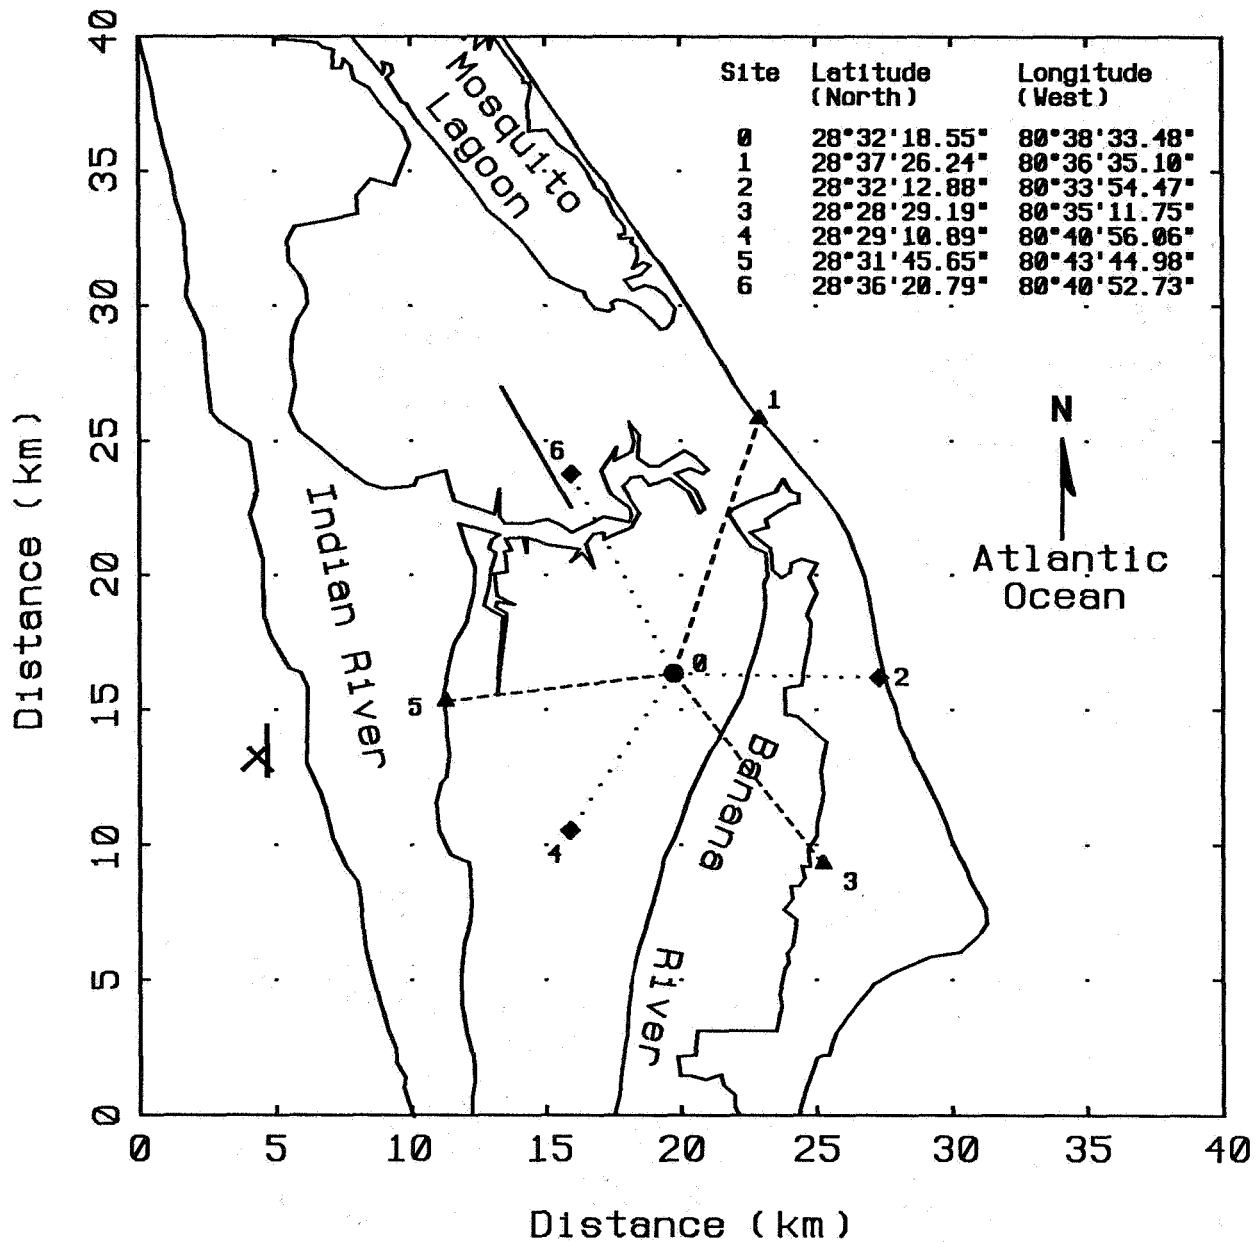 Site Latitude Longitude
(North) (West)
0 28°32'18.55" 80°38'33.48"
1 28°37'26.24" 80°36'35.10"
2 28°32'12.88" 80°33'54.47"
3 28°28'29.19" 80°35'11.75"
4 28°29'10.89" 80°40'56.06"
5 28°31'45.65" 80°43'44.98"
6 28°36'20.79" 80°40'52.73"
Mosquito
Lagoon
N
Atlantic
Ocean
Indian River
Banana
River
1
6
0
2
5
4
3
40
35
30
25
20
15
10
5
0
Distance (km)
0 5 10 15 20 25 30 35 40
Distance (km)